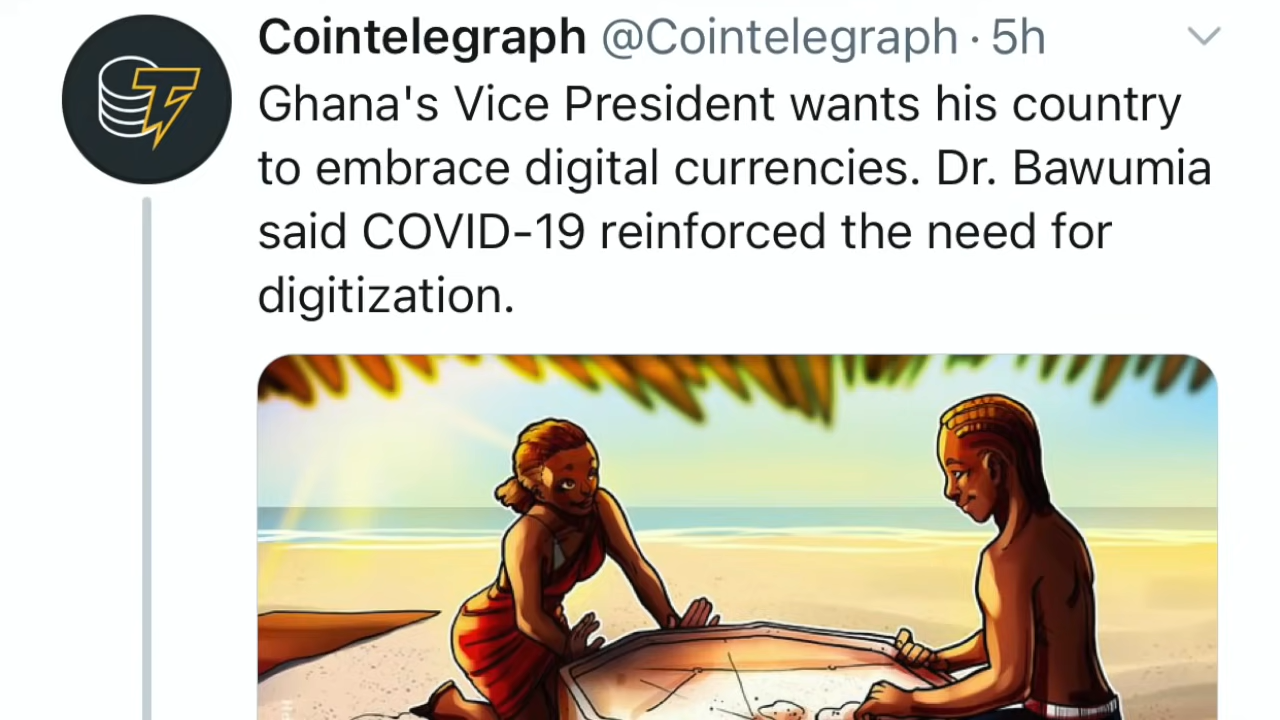 Cointelegraph @Cointelegraph · 5h
Ghana's Vice President wants his country
to embrace digital currencies. Dr. Bawumia
said COVID-19 reinforced the need for
digitization.